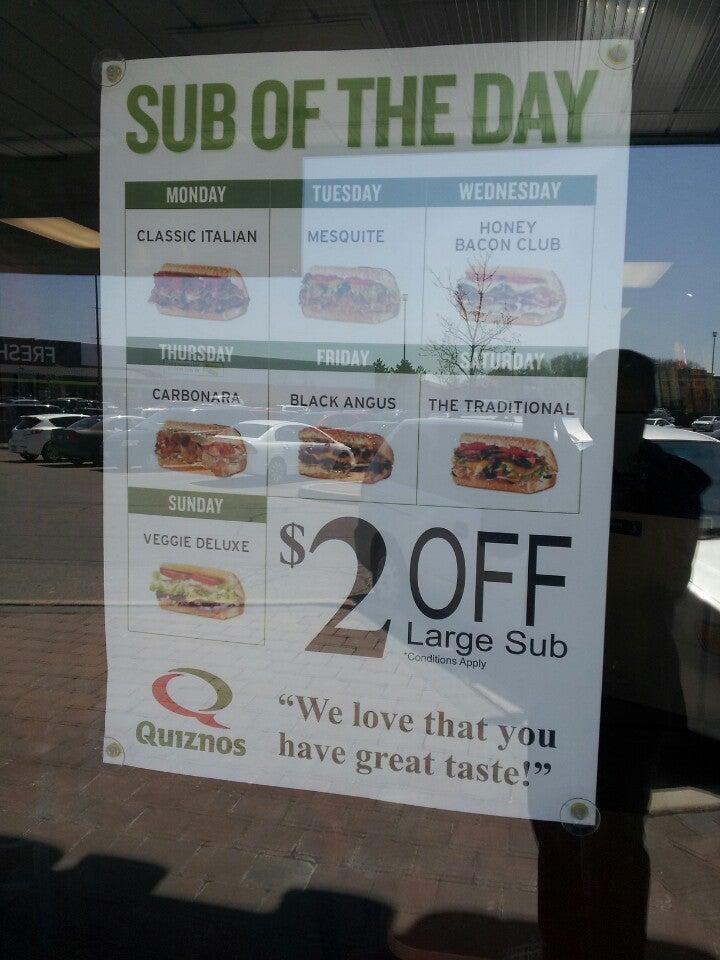 SUB OF THE DAY
MONDAY TUESDAY WEDNESDAY
CLASSIC ITALIAN MESQUITE HONEY BACON CLUB
THURSDAY FRIDAY SATURDAY
CARBONARA BLACK ANGUS THE TRADITIONAL
SUNDAY
VEGGIE DELUXE
$2 OFF
Large Sub
*Conditions Apply
QUIZNOS
“We love that you
have great taste!”
FRESH